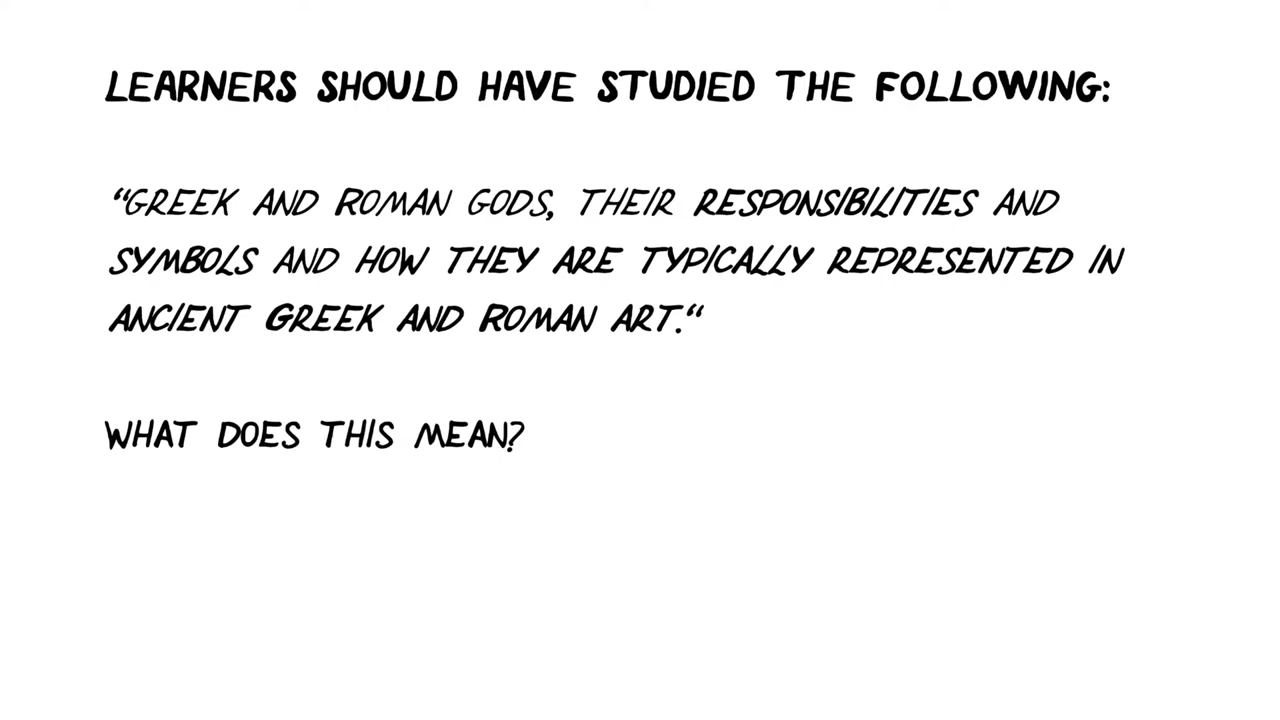 LEARNERS SHOULD HAVE STUDIED THE FOLLOWING:
“GREEK AND ROMAN GODS, THEIR RESPONSIBILITIES AND
SYMBOLS AND HOW THEY ARE TYPICALLY REPRESENTED IN
ANCIENT GREEK AND ROMAN ART.“
WHAT DOES THIS MEAN?